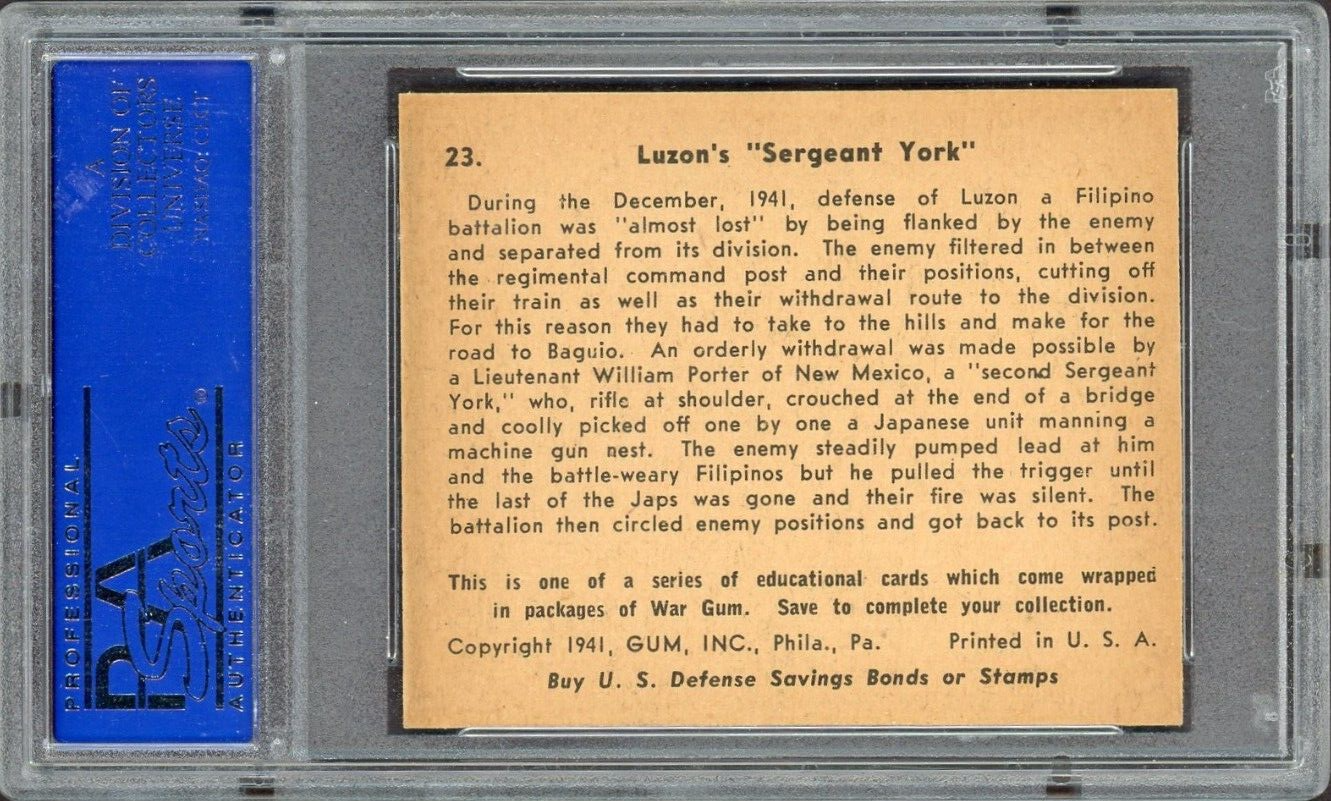 A
DIVISION OF
COLLECTORS
UNIVERSE
NASDAQ: CLCT
PROFESSIONAL
PSA
Sports®
AUTHENTICATOR
23. Luzon's "Sergeant York"
During the December, 1941, defense of Luzon a Filipino
battalion was "almost lost" by being flanked by the enemy
and separated from its division. The enemy filtered in between
the regimental command post and their positions, cutting off
their train as well as their withdrawal route to the division.
For this reason they had to take to the hills and make for the
road to Baguio. An orderly withdrawal was made possible by
a Lieutenant William Porter of New Mexico, a "second Sergeant
York," who, rifle at shoulder, crouched at the end of a bridge
and coolly picked off one by one a Japanese unit manning a
machine gun nest. The enemy steadily pumped lead at him
and the battle-weary Filipinos but he pulled the trigger until
the last of the Japs was gone and their fire was silent. The
battalion then circled enemy positions and got back to its post.
This is one of a series of educational cards which come wrapped
in packages of War Gum. Save to complete your collection.
Copyright 1941, GUM, INC., Phila., Pa. Printed in U. S. A.
Buy U. S. Defense Savings Bonds or Stamps